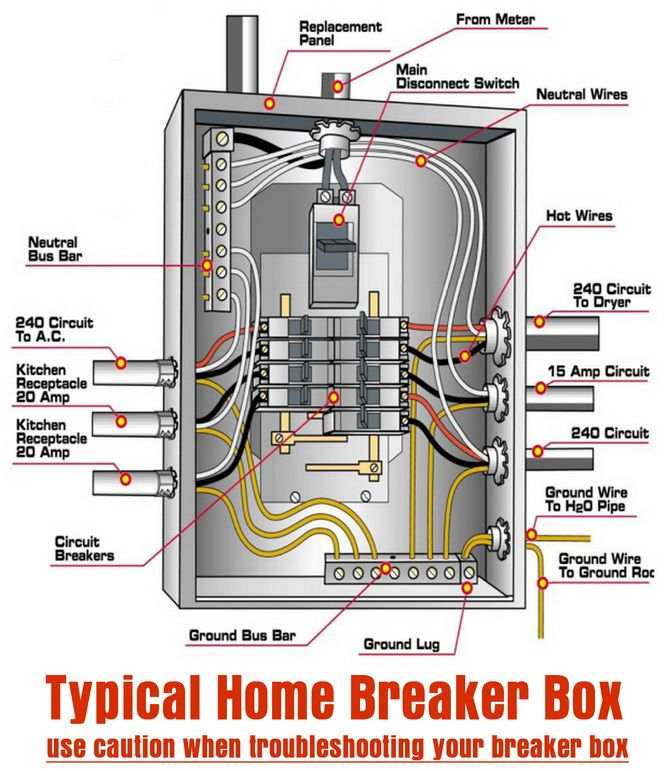 From Meter
Replacement
Panel
Main
Disconnect Switch
Neutral Wires
Hot Wires
Neutral
Bus Bar
240 Circuit
To Dryer
240 Circuit
To A.C.
15 Amp Circuit
Kitchen
Receptacle
20 Amp
Kitchen
Receptacle
20 Amp
240 Circuit
Ground Wire
To H2O Pipe
Circuit
Breakers
Ground Wire
To Ground Roc
Ground Bus Bar
Ground Lug
Typical Home Breaker Box
use caution when troubleshooting your breaker box